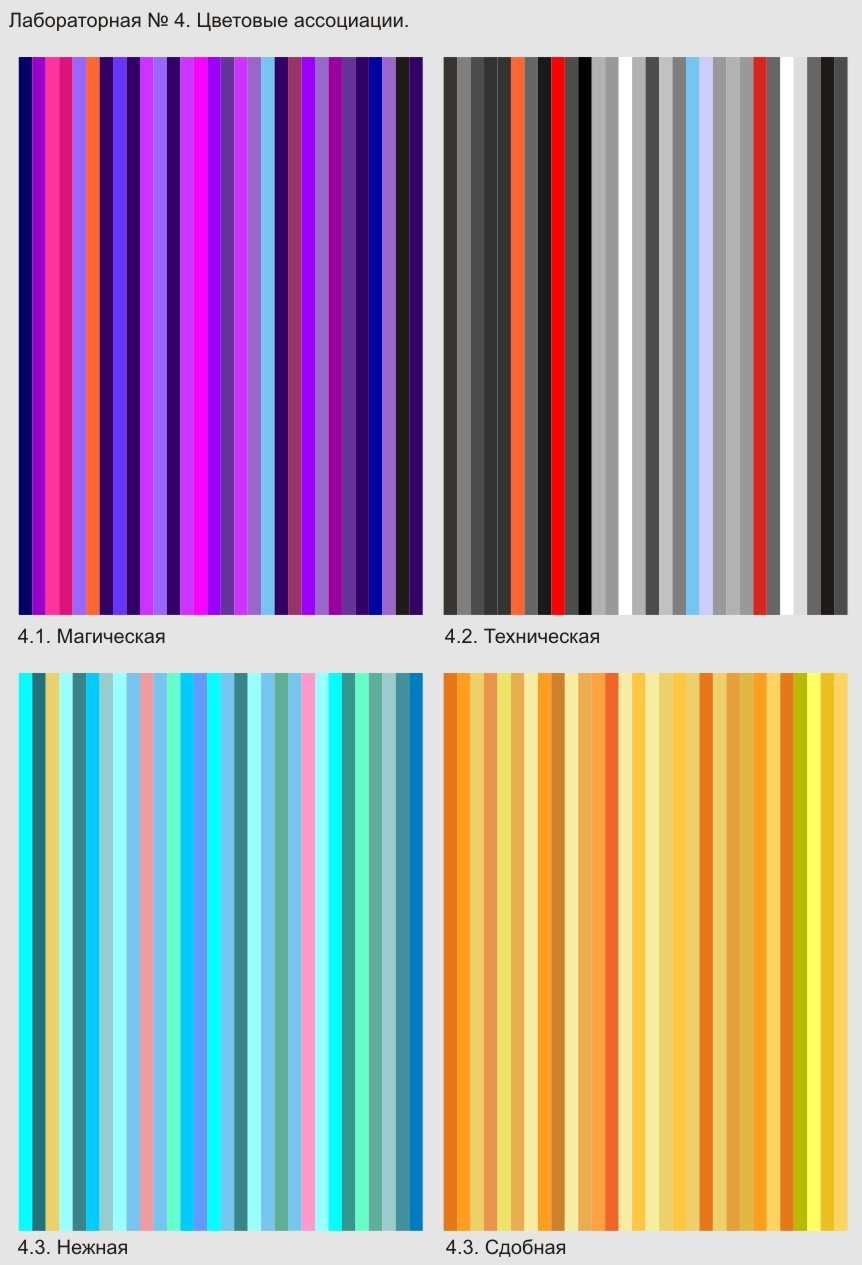 Лабораторная № 4. Цветовые ассоциации.
4.1. Магическая
4.2. Техническая
4.3. Нежная
4.3. Сдобная